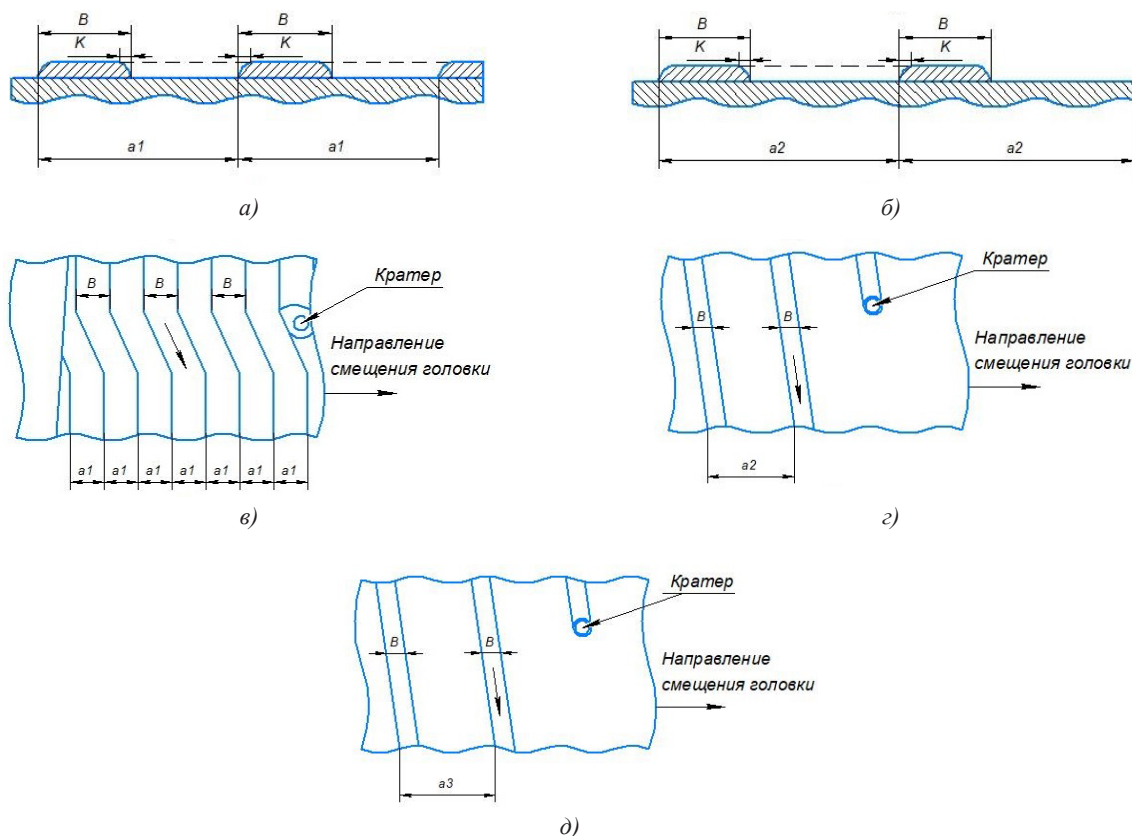 B B
K K
a1 a1
а)
B B
K K
a2 a2
б)
B B B
Кратер
Направление
смещения головки
a1 a1 a1 a1 a1 a1 a1
в)
Кратер
B B
Направление
смещения головки
a2
г)
Кратер
B B
Направление
смещения головки
a3
д)